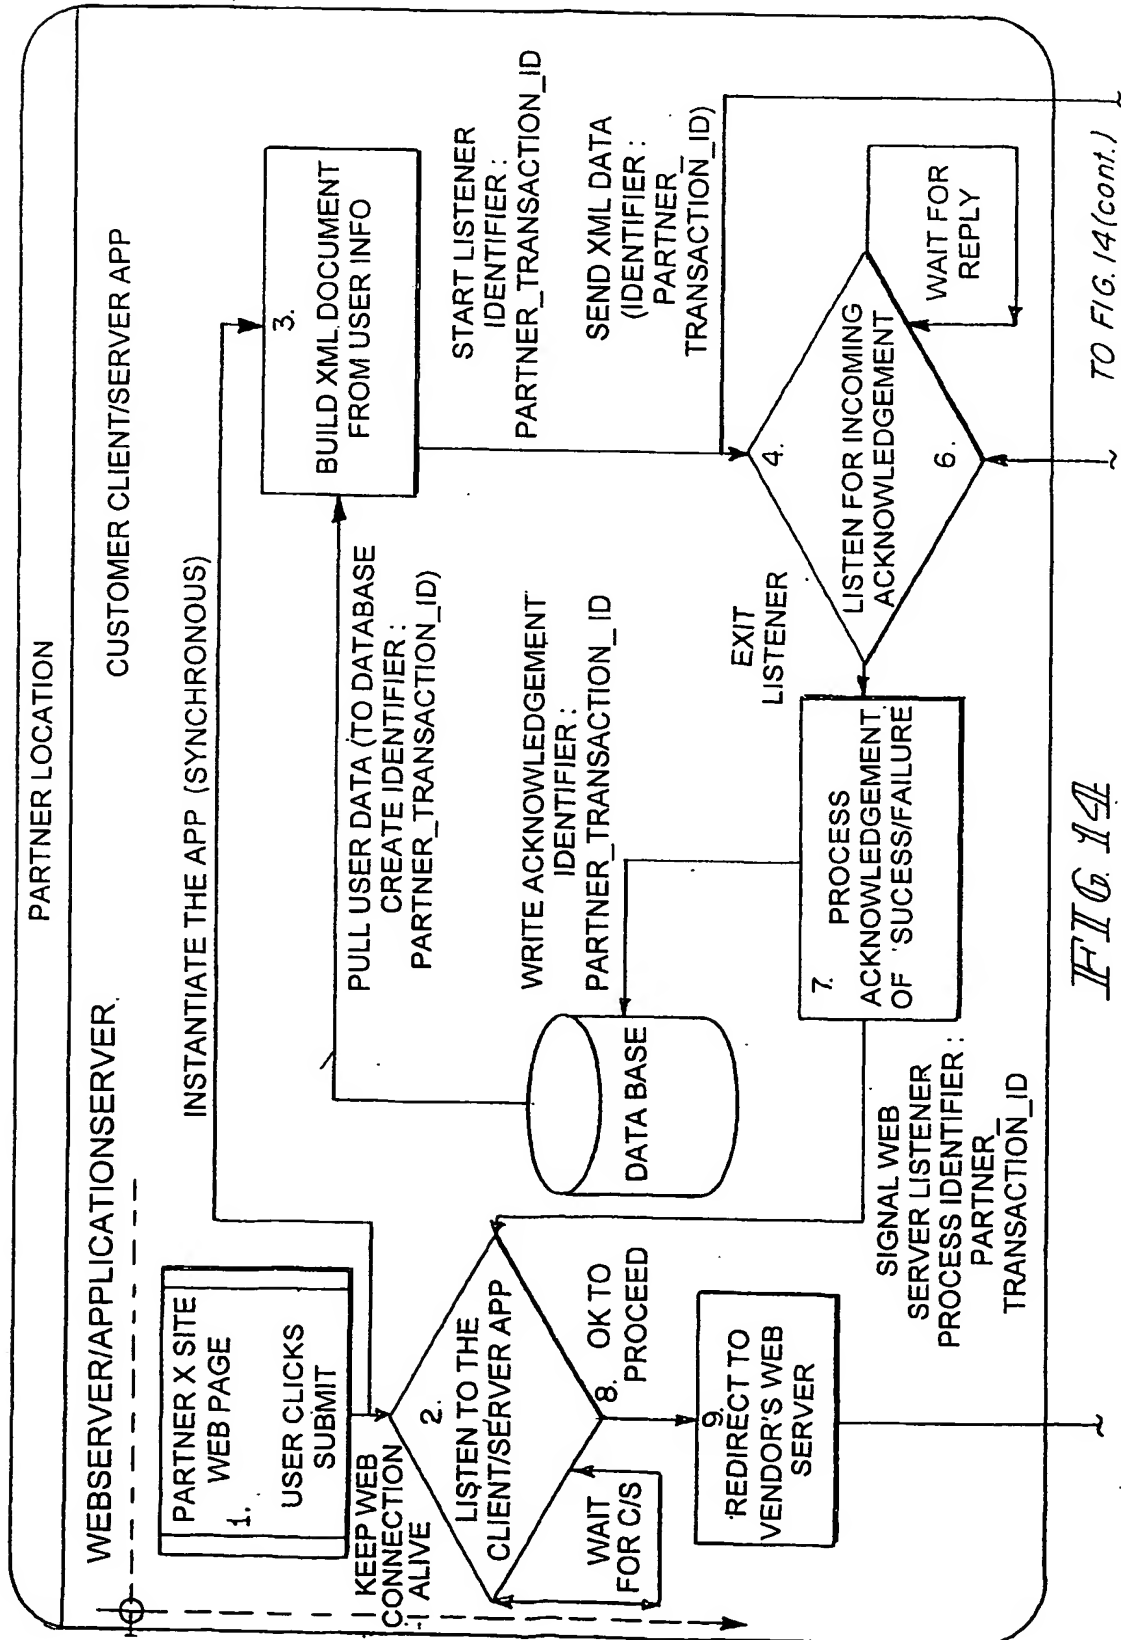 PARTNER LOCATION
WEBSERVER/APPLICATIONSERVER
CUSTOMER CLIENT/SERVER APP
INSTANTIATE THE APP (SYNCHRONOUS)
PARTNER X SITE
WEB PAGE
1.
USER CLICKS
SUBMIT
KEEP WEB
CONNECTION
ALIVE
2.
LISTEN TO THE
CLIENT/SERVER APP
WAIT
FOR C/S
8. OK TO
PROCEED
9.
REDIRECT TO
VENDOR'S WEB
SERVER
PULL USER DATA (TO DATABASE
CREATE IDENTIFIER:
PARTNER_TRANSACTION_ID)
3.
BUILD XML DOCUMENT
FROM USER INFO
START LISTENER
IDENTIFIER:
PARTNER_TRANSACTION_ID
DATA BASE
WRITE ACKNOWLEDGEMENT
IDENTIFIER:
PARTNER_TRANSACTION_ID
SEND XML DATA
(IDENTIFIER:
PARTNER_
TRANSACTION_ID)
4.
LISTEN FOR INCOMING
ACKNOWLEDGEMENT
6.
WAIT FOR
REPLY
EXIT
LISTENER
PROCESS
7. ACKNOWLEDGEMENT
OF 'SUCESS/FAILURE
SIGNAL WEB
SERVER LISTENER
PROCESS IDENTIFIER:
PARTNER_
TRANSACTION_ID
TO FIG. 14 (cont.)
FIG. 14